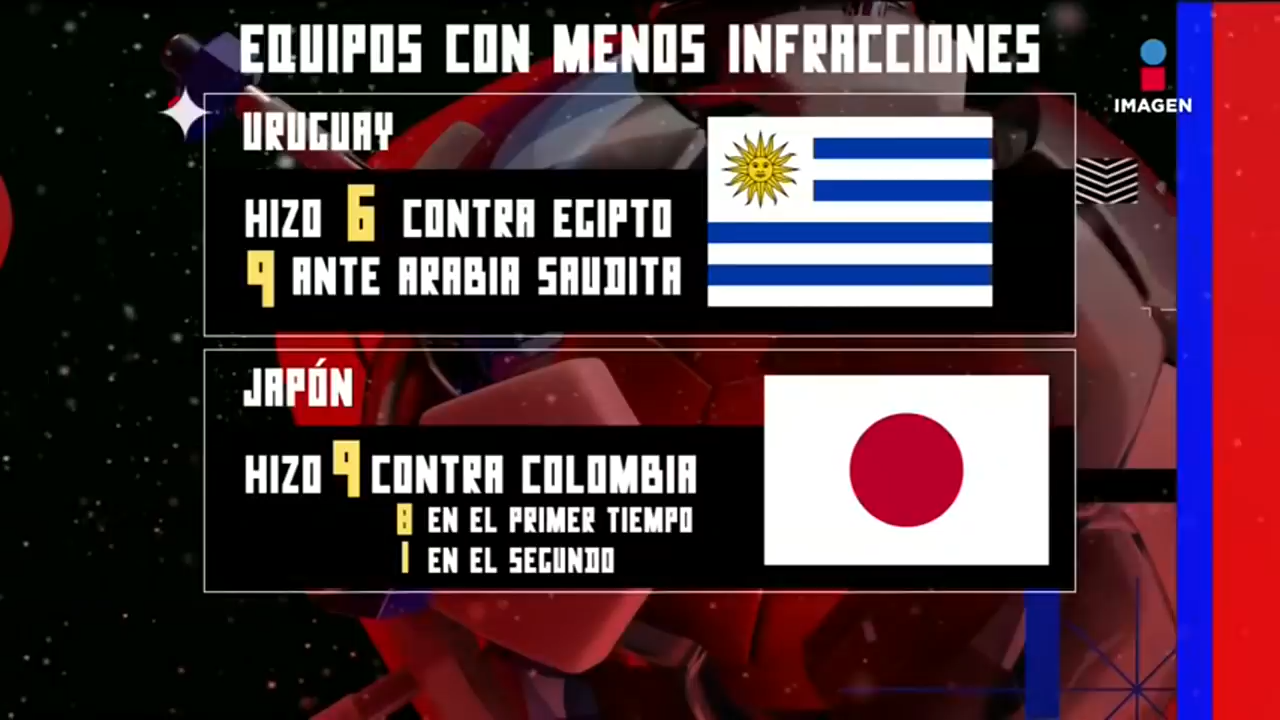 EQUIPOS CON MENOS INFRACCIONES
IMAGEN
URUGUAY
HIZO 6 CONTRA EGIPTO
9 ANTE ARABIA SAUDITA
JAPÓN
HIZO 9 CONTRA COLOMBIA
8 EN EL PRIMER TIEMPO
1 EN EL SEGUNDO